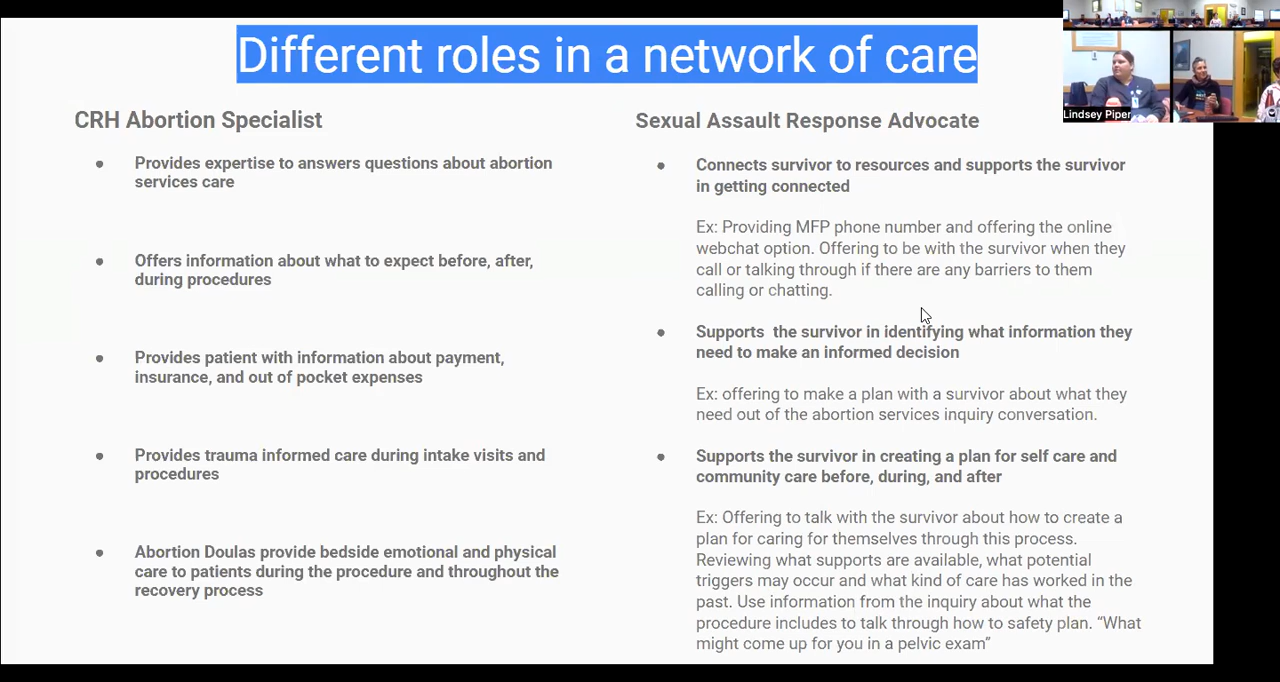 Different roles in a network of care
CRH Abortion Specialist
Provides expertise to answers questions about abortion
services care
Offers information about what to expect before, after,
during procedures
Provides patient with information about payment,
insurance, and out of pocket expenses
Provides trauma informed care during intake visits and
procedures
Abortion Doulas provide bedside emotional and physical
care to patients during the procedure and throughout the
recovery process
Sexual Assault Response Advocate
Connects survivor to resources and supports the survivor
in getting connected
Ex: Providing MFP phone number and offering the online
webchat option. Offering to be with the survivor when they
call or talking through if there are any barriers to them
calling or chatting.
Supports the survivor in identifying what information they
need to make an informed decision
Ex: offering to make a plan with a survivor about what they
need out of the abortion services inquiry conversation.
Supports the survivor in creating a plan for self care and
community care before, during, and after
Ex: Offering to talk with the survivor about how to create a
plan for caring for themselves through this process.
Reviewing what supports are available, what potential
triggers may occur and what kind of care has worked in the
past. Use information from the inquiry about what the
procedure includes to talk through how to safety plan. “What
might come up for you in a pelvic exam”
Lindsey Piper